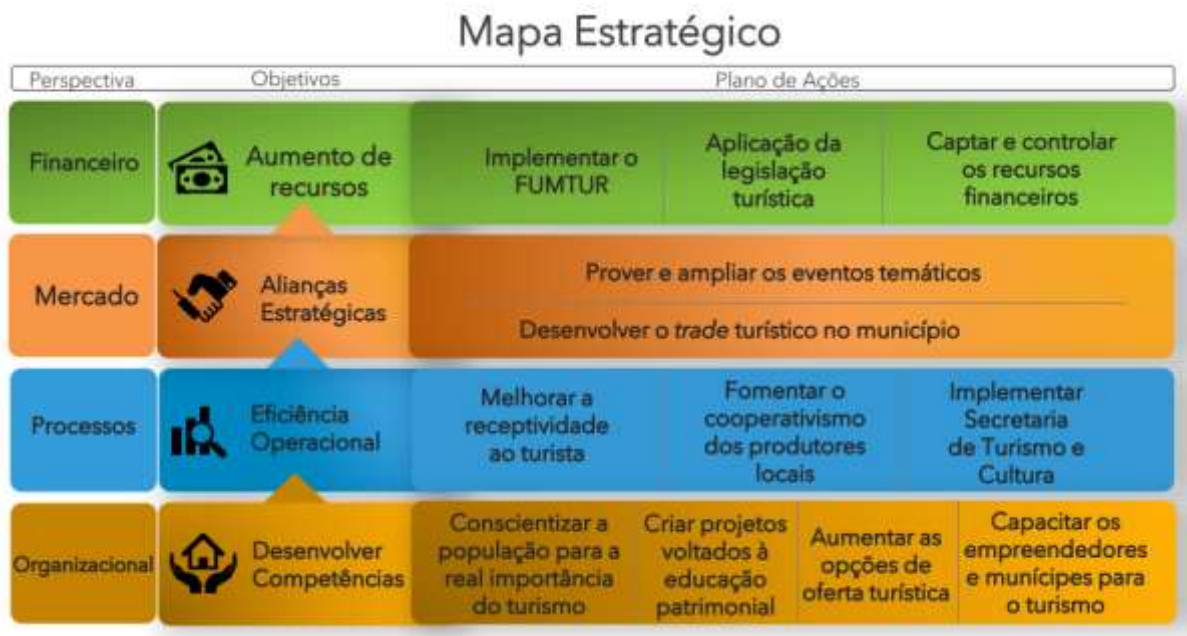 Mapa Estratégico
Perspectiva Objetivos Plano de Ações
Financeiro
Aumento de
recursos
Implementar o
FUMTUR
Aplicação da
legislação
turística
Captar e controlar
os recursos
financeiros
Mercado
Alianças
Estratégicas
Prover e ampliar os eventos temáticos
Desenvolver o trade turístico no município
Processos
Eficiência
Operacional
Melhorar a
receptividade
ao turista
Fomentar o
cooperativismo
dos produtores
locais
Implementar
Secretaria
de Turismo e
Cultura
Organizacional
Desenvolver
Competências
Conscientizar a
população para a
real importância
do turismo
Criar projetos
voltados à
educação
patrimonial
Aumentar as
opções de
oferta turística
Capacitar os
empreendedores
e munícipes para
o turismo